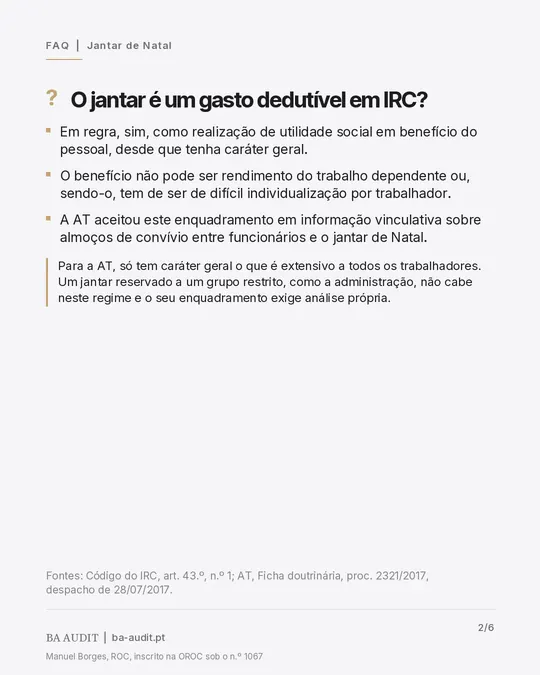 FAQ | Jantar de Natal
? O jantar é um gasto dedutível em IRC?
Em regra, sim, como realização de utilidade social em benefício do
pessoal, desde que tenha caráter geral.
O benefício não pode ser rendimento do trabalho dependente ou,
sendo-o, tem de ser de difícil individualização por trabalhador.
A AT aceitou este enquadramento em informação vinculativa sobre
almoços de convívio entre funcionários e o jantar de Natal.
Para a AT, só tem caráter geral o que é extensivo a todos os trabalhadores.
Um jantar reservado a um grupo restrito, como a administração, não cabe
neste regime e o seu enquadramento exige análise própria.
Fontes: Código do IRC, art. 43.º, n.º 1; AT, Ficha doutrinária, proc. 2321/2017,
despacho de 28/07/2017.
2/6
BA AUDIT | ba-audit.pt
Manuel Borges, ROC, inscrito na OROC sob o n.º 1067